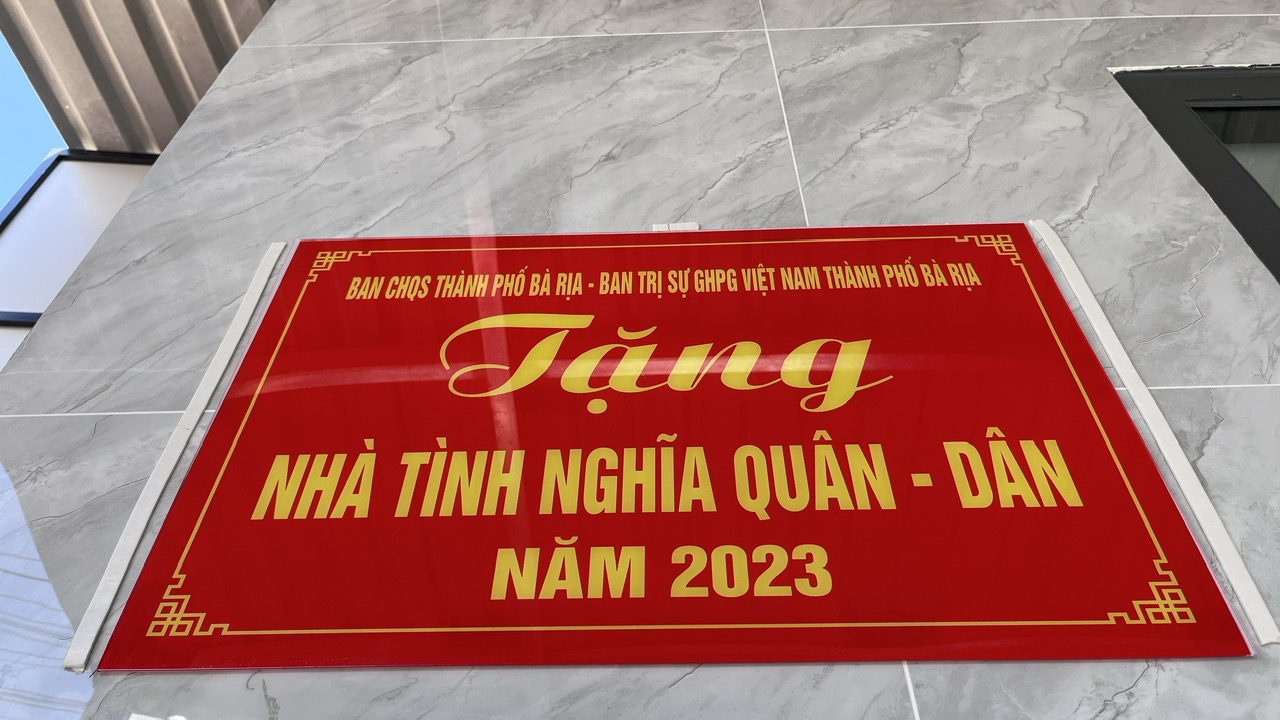 BAN CHQS THÀNH PHỐ BÀ RỊA - BAN TRỊ SỰ GHPG VIỆT NAM THÀNH PHỐ BÀ RỊA
Tặng
NHÀ TÌNH NGHĨA QUÂN - DÂN
NĂM 2023